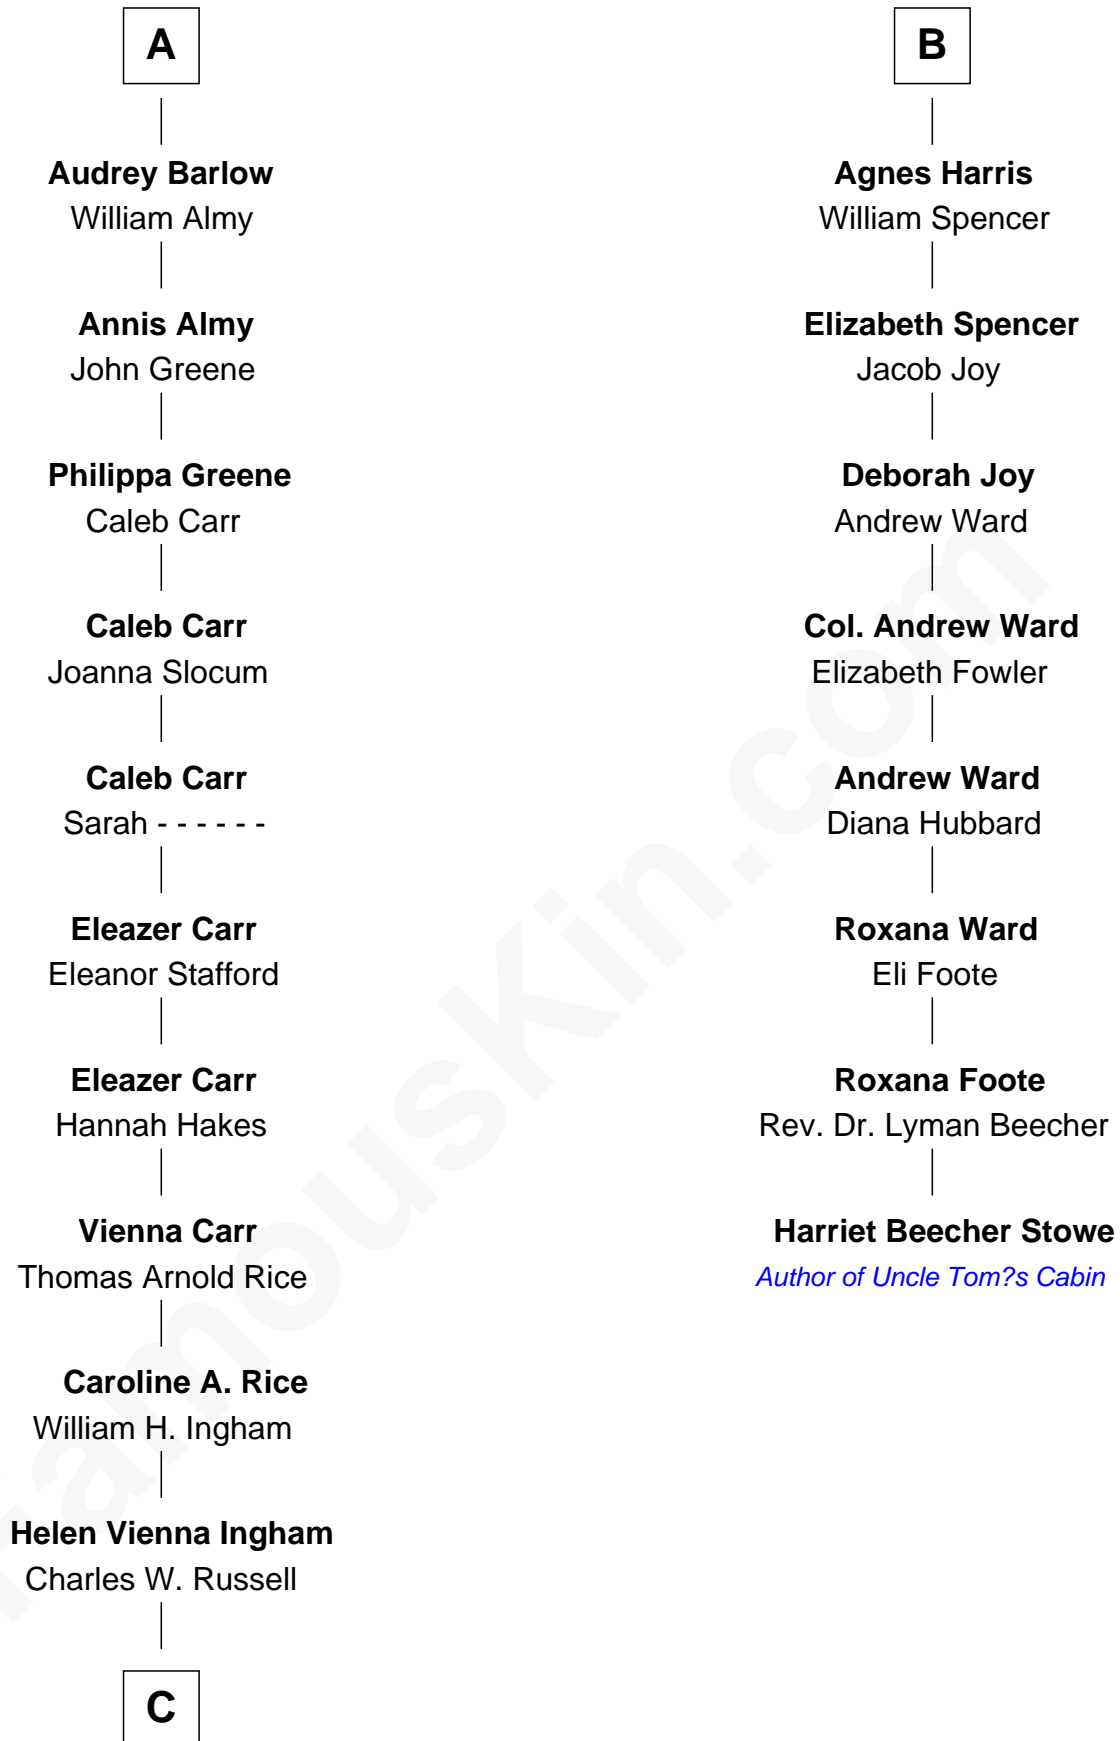 A
Audrey Barlow
William Almy
Annis Almy
John Greene
Philippa Greene
Caleb Carr
Caleb Carr
Joanna Slocum
Caleb Carr
Sarah - - - - - -
Eleazer Carr
Eleanor Stafford
Eleazer Carr
Hannah Hakes
Vienna Carr
Thomas Arnold Rice
Caroline A. Rice
William H. Ingham
Helen Vienna Ingham
Charles W. Russell
C
B
Agnes Harris
William Spencer
Elizabeth Spencer
Jacob Joy
Deborah Joy
Andrew Ward
Col. Andrew Ward
Elizabeth Fowler
Andrew Ward
Diana Hubbard
Roxana Ward
Eli Foote
Roxana Foote
Rev. Dr. Lyman Beecher
Harriet Beecher Stowe
Author of Uncle Tom?s Cabin
FamousKin.com